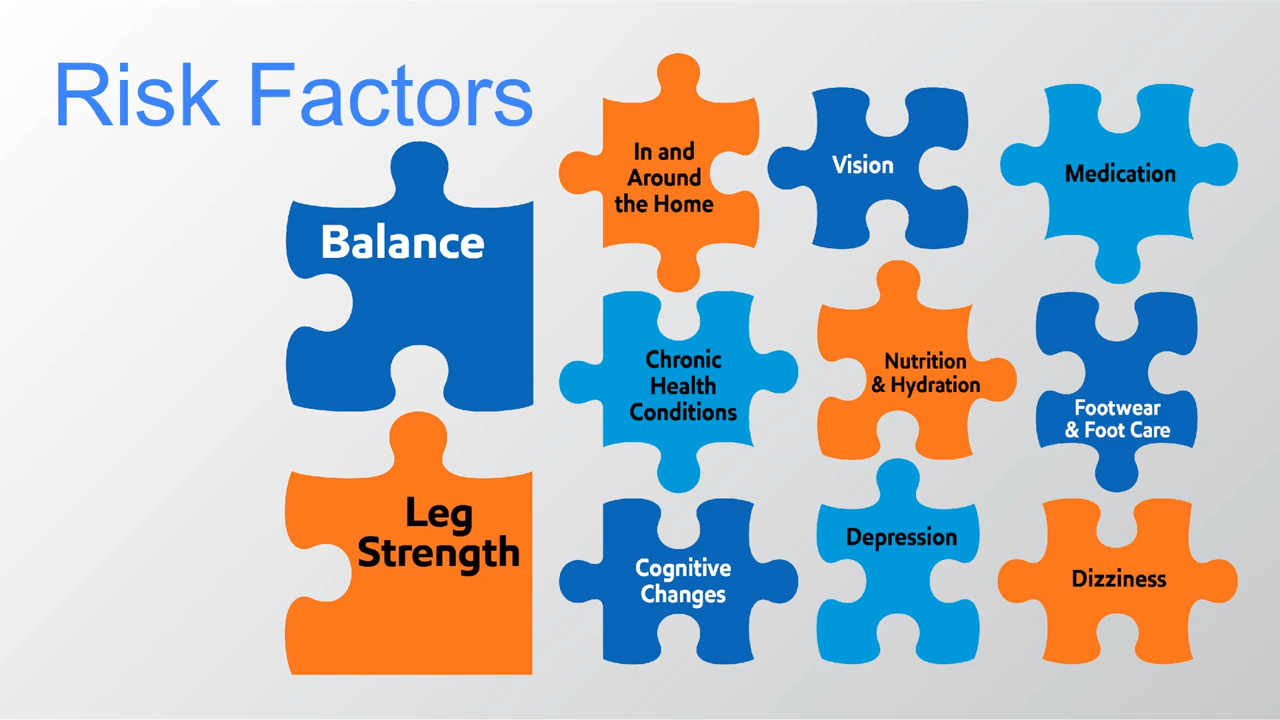 Risk Factors
Balance
Leg
Strength
In and
Around
the Home
Vision
Medication
Chronic
Health
Conditions
Nutrition
& Hydration
Footwear
& Foot Care
Cognitive
Changes
Depression
Dizziness